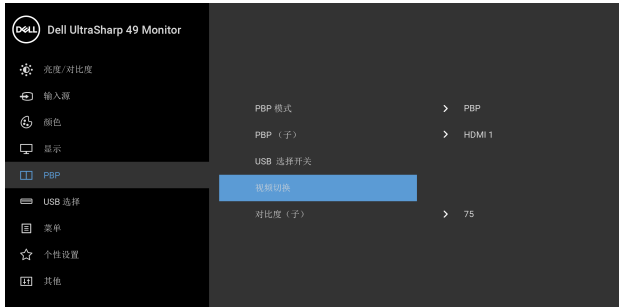 DELL
Dell UltraSharp 49 Monitor
亮度/对比度
输入源
颜色
显示
PBP
USB 选择
菜单
个性设置
其他
PBP 模式 > PBP
PBP （子） > HDMI 1
USB 选择开关
视频切换
对比度（子） > 75